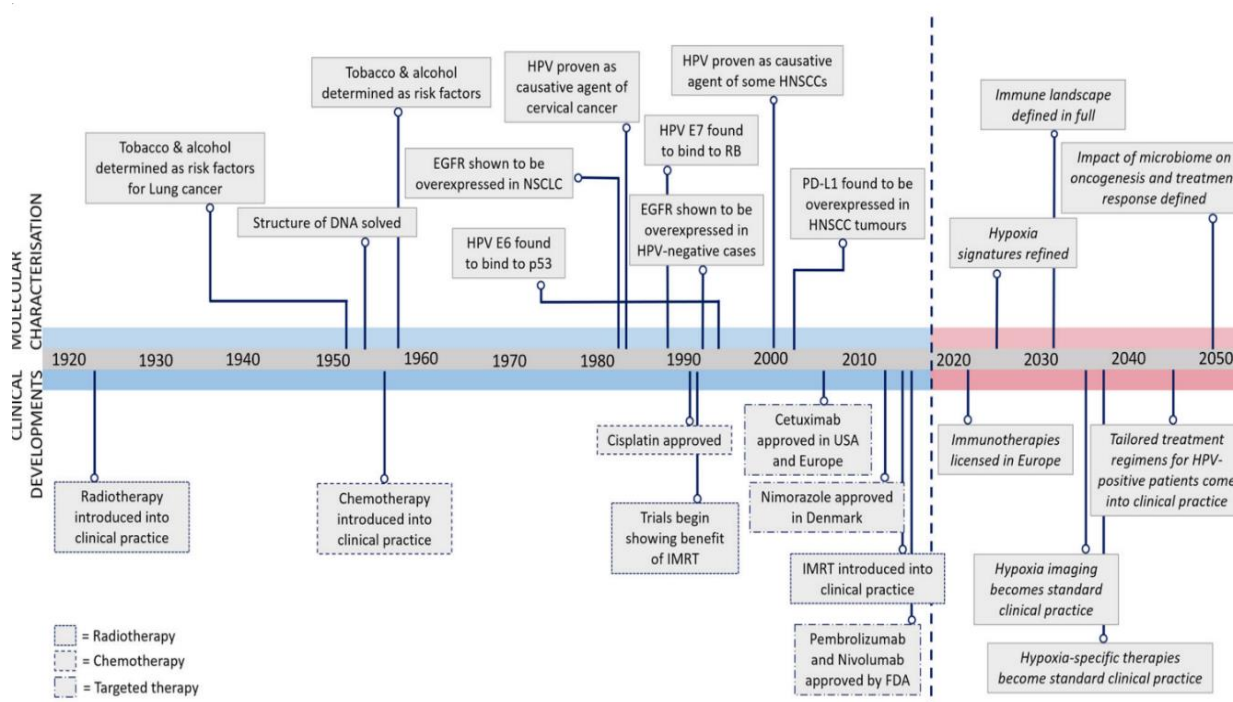 HPV proven as
causative agent
of some HNSCCs
Tobacco & alcohol
determined as risk factors
HPV proven as
causative agent of
cervical cancer
Immune landscape
defined in full
Tobacco & alcohol
determined as risk factors
for Lung cancer
EGFR shown to be
overexpressed in NSCLC
HPV E7 found
to bind to RB
Impact of microbiome on
oncogenesis and treatment
response defined
PD-L1 found to be
overexpressed in
HNSCC tumours
Structure of DNA solved
HPV E6 found
to bind to p53
EGFR shown to be
overexpressed in
HPV-negative cases
Hypoxia
signatures refined
MOLECULAR
CHARACTERISATION
1920 1930 1940 1950 1960 1970 1980 1990 2000 2010 2020 2030 2040 2050
CLINICAL
DEVELOPMENTS
Cisplatin approved
Cetuximab
approved in USA
and Europe
Immunotherapies
licensed in Europe
Tailored treatment
regimens for HPV-
positive patients come
into clinical practice
Radiotherapy
introduced into
clinical practice
Chemotherapy
introduced into
clinical practice
Trials begin
showing benefit
of IMRT
Nimorazole approved
in Denmark
IMRT introduced into
clinical practice
Hypoxia imaging
becomes standard
clinical practice
Pembrolizumab
and Nivolumab
approved by FDA
Hypoxia-specific therapies
become standard clinical practice
= Radiotherapy
= Chemotherapy
= Targeted therapy